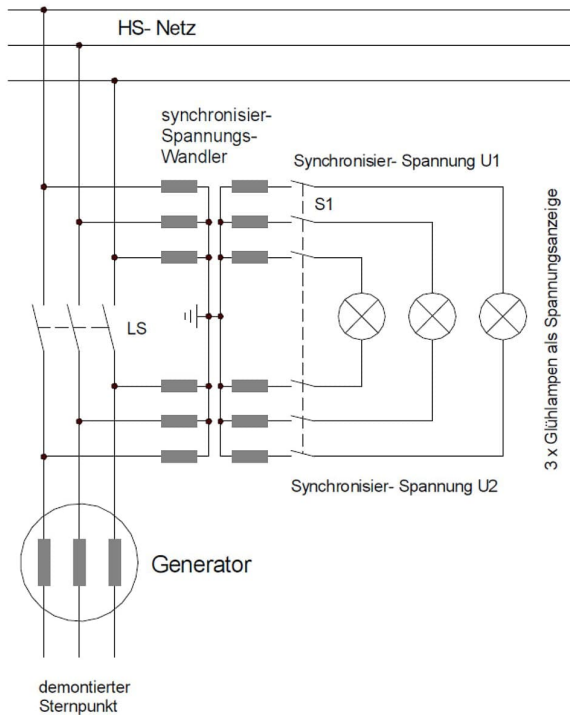 HS- Netz
synchronisier-
Spannungs-
Wandler
Synchronisier- Spannung U1
S1
LS
3 x Glühlampen als Spannungsanzeige
Synchronisier- Spannung U2
Generator
demontierter
Sternpunkt